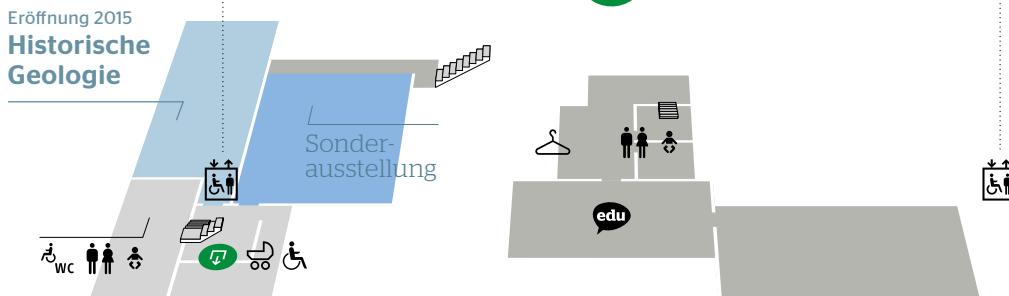 Eröffnung 2015
Historische
Geologie
Sonder-
ausstellung
WC
edu